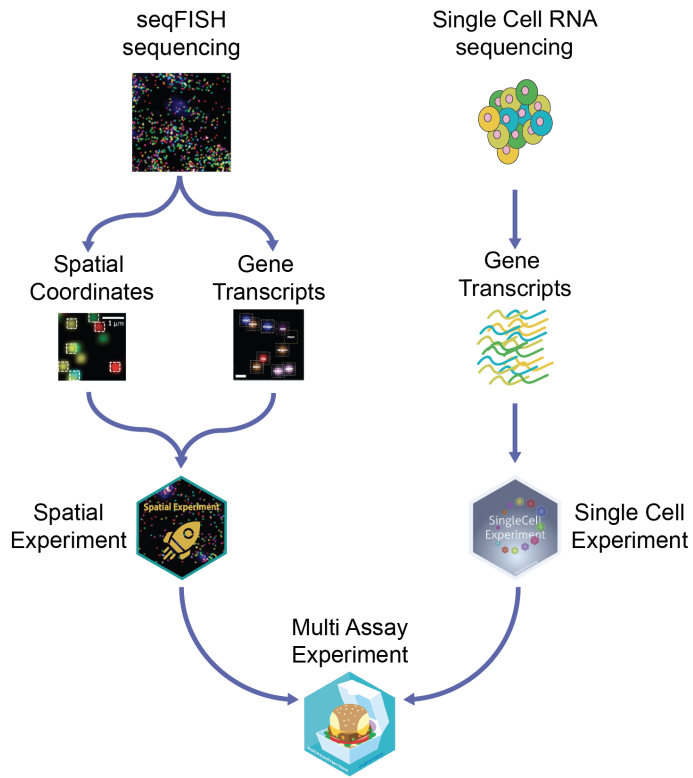 seqFISH
sequencing
Single Cell RNA
sequencing
Spatial
Coordinates
Gene
Transcripts
Gene
Transcripts
1 µm
Spatial
Experiment
Spatial Experiment
SingleCell
Experiment
Single Cell
Experiment
Multi Assay
Experiment